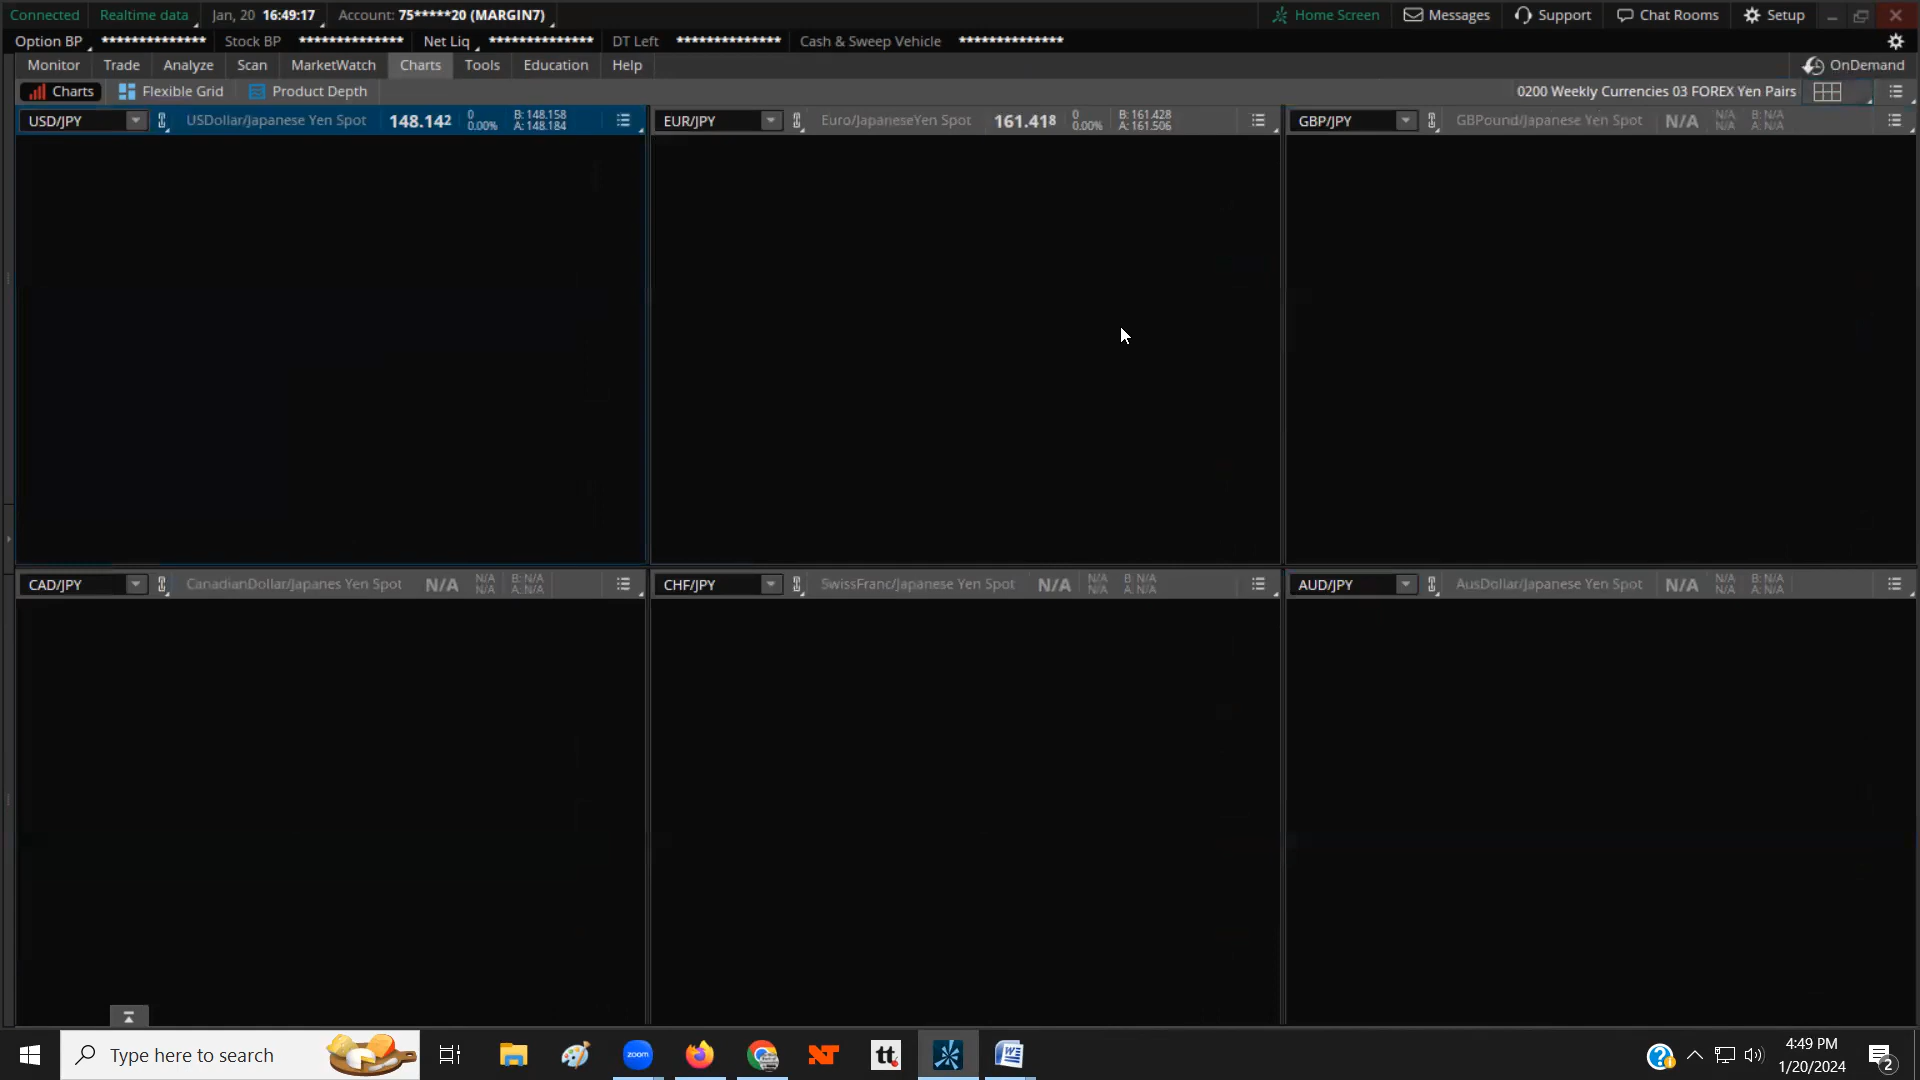 Connected Realtime data Jan, 20 16:49:17 Account: 75*****20 (MARGIN7) Home Screen Messages Support Chat Rooms Setup
Option BP ************** Stock BP ************** Net Liq ************** DT Left ************** Cash & Sweep Vehicle **************
Monitor Trade Analyze Scan MarketWatch Charts Tools Education Help OnDemand
Charts Flexible Grid Product Depth 0200 Weekly Currencies 03 FOREX Yen Pairs
USD/JPY USDollar/Japanese Yen Spot 148.142 0 0.00% B: 148.158 A: 148.184
EUR/JPY Euro/JapaneseYen Spot 161.418 0 0.00% B: 161.428 A: 161.506
GBP/JPY GBPound/Japanese Yen Spot N/A N/A N/A B: N/A A: N/A
CAD/JPY CanadianDollar/Japanes Yen Spot N/A N/A N/A B: N/A A: N/A
CHF/JPY SwissFranc/Japanese Yen Spot N/A N/A N/A B: N/A A: N/A
AUD/JPY AusDollar/Japanese Yen Spot N/A N/A N/A B: N/A A: N/A
Type here to search zoom NT tt W 4:49 PM
1/20/2024 2